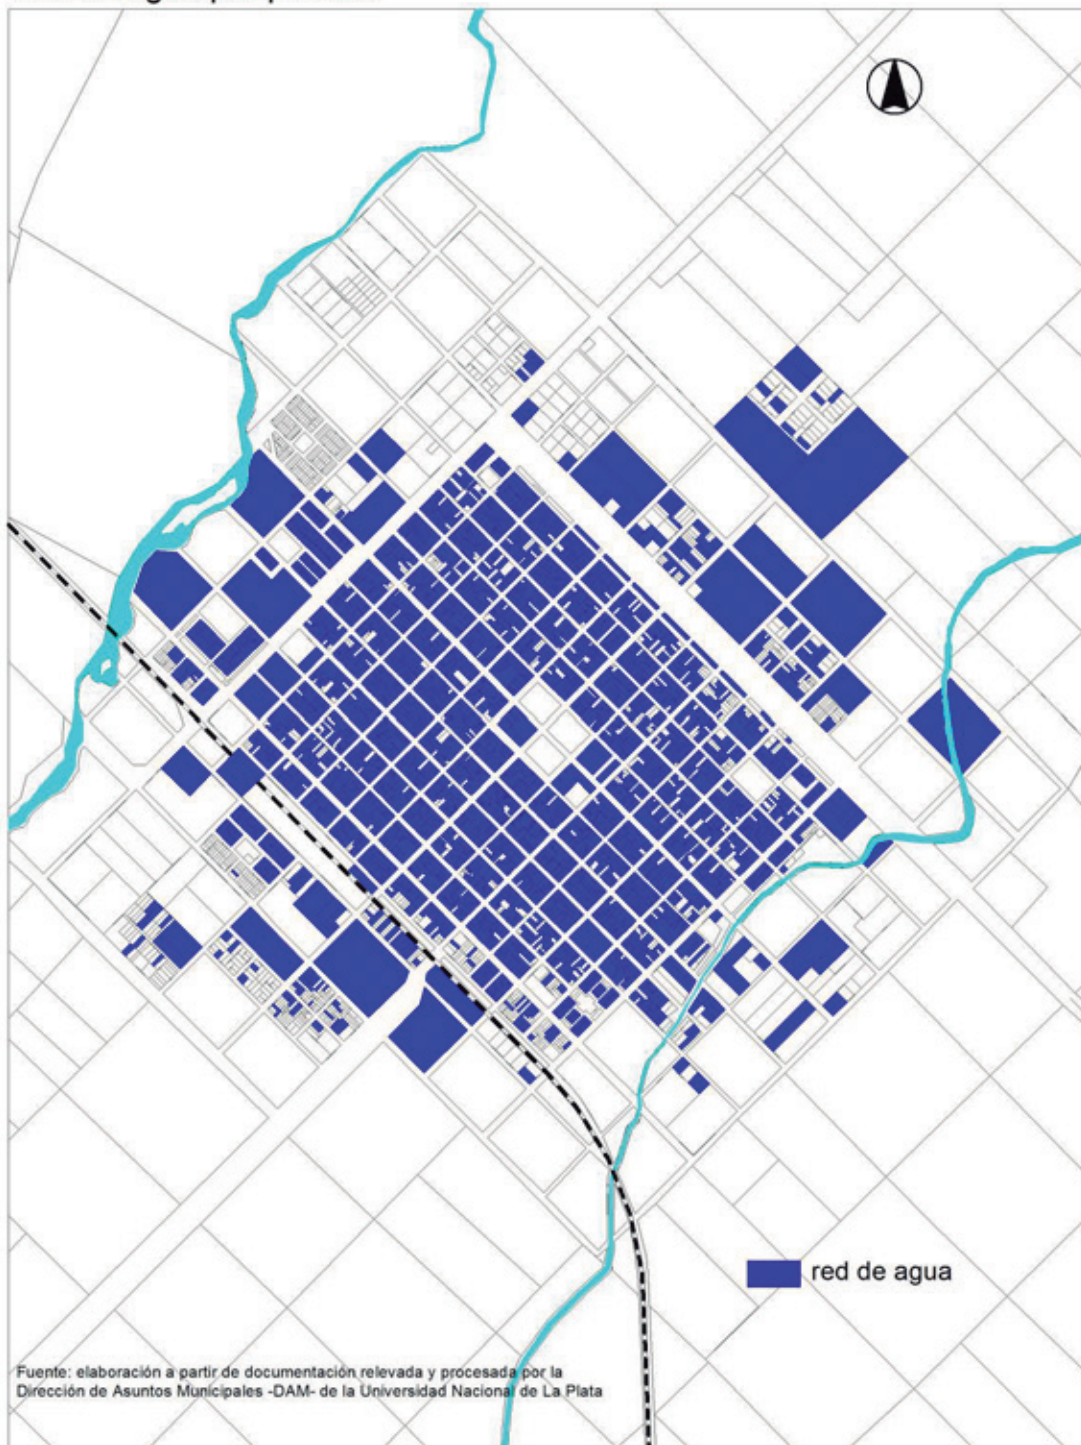 red de agua
Fuente: elaboración a partir de documentación relevada y procesada por la
Dirección de Asuntos Municipales -DAM- de la Universidad Nacional de La Plata